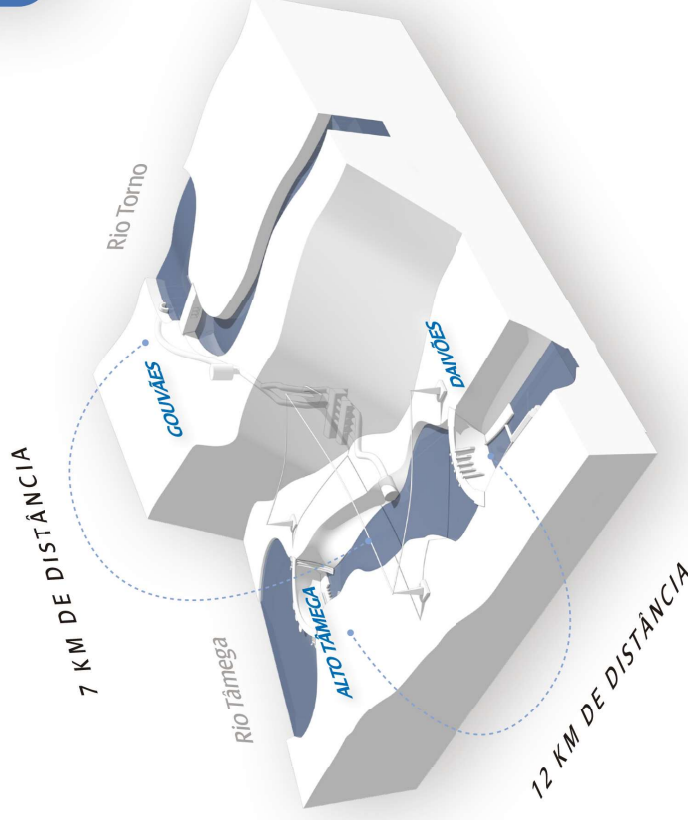 Rio Torno
GOUVÃES
DAIVÕES
7 KM DE DISTÂNCIA
ALTO TÂMEGA
Rio Tâmega
12 KM DE DISTÂNCIA